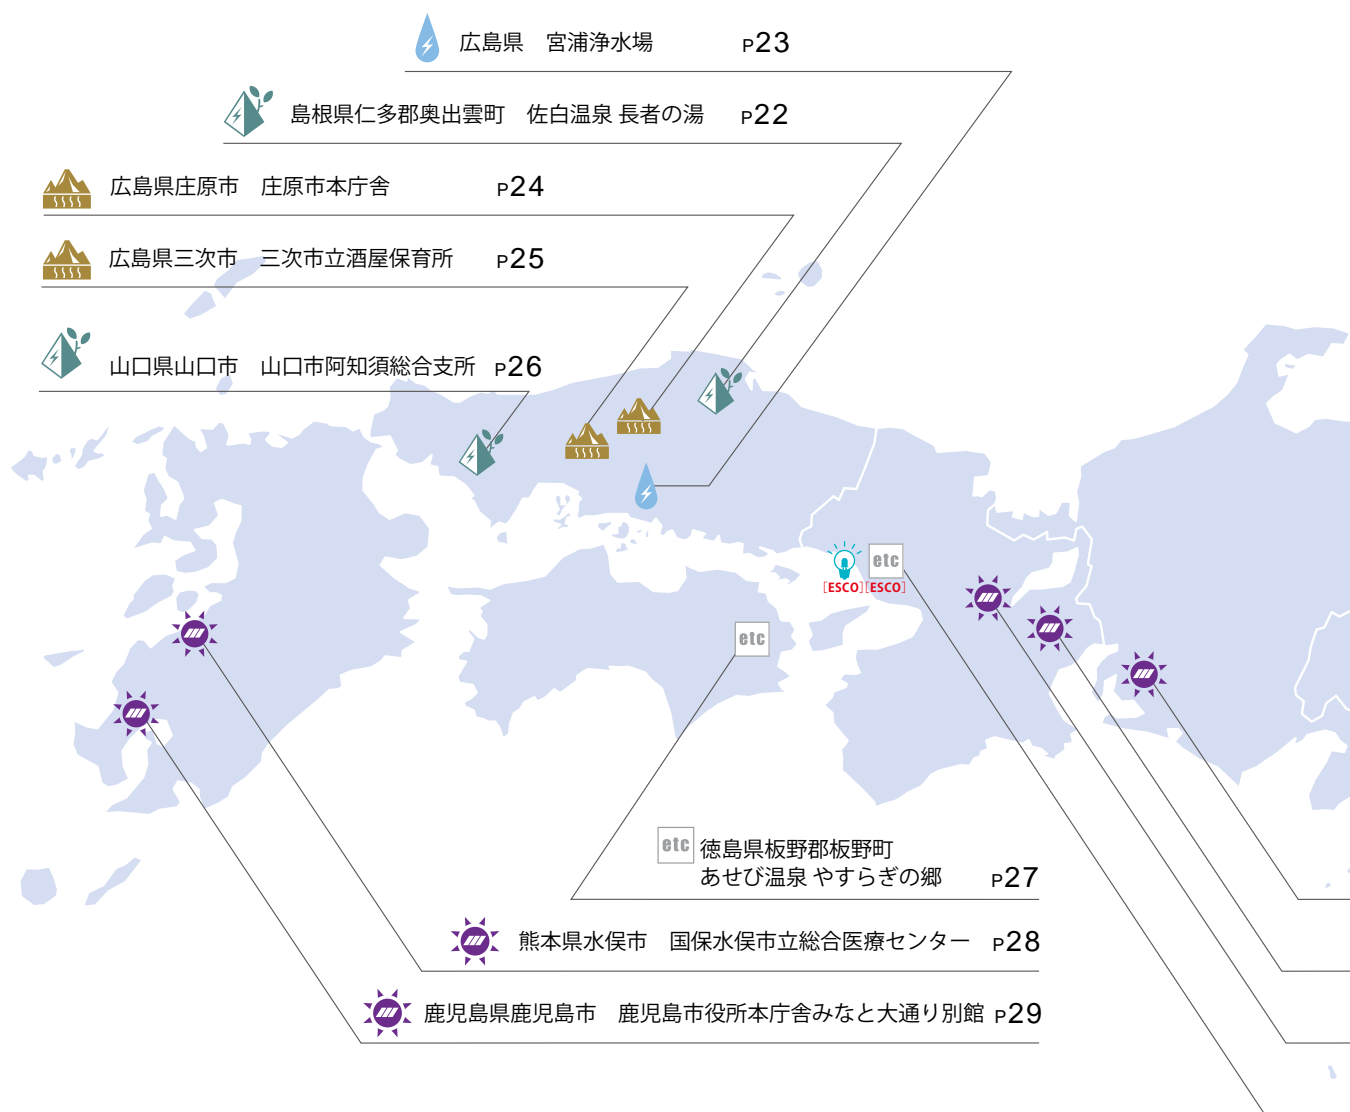 広島県　宮浦浄水場　P23
島根県仁多郡奥出雲町　佐白温泉 長者の湯　P22
広島県庄原市　庄原市本庁舎　P24
広島県三次市　三次市立酒屋保育所　P25
山口県山口市　山口市阿知須総合支所　P26
etc
[ESCO][ESCO]
etc
etc 徳島県板野郡板野町
あせび温泉 やすらぎの郷　P27
熊本県水俣市　国保水俣市立総合医療センター　P28
鹿児島県鹿児島市　鹿児島市役所本庁舎みなと大通り別館　P29